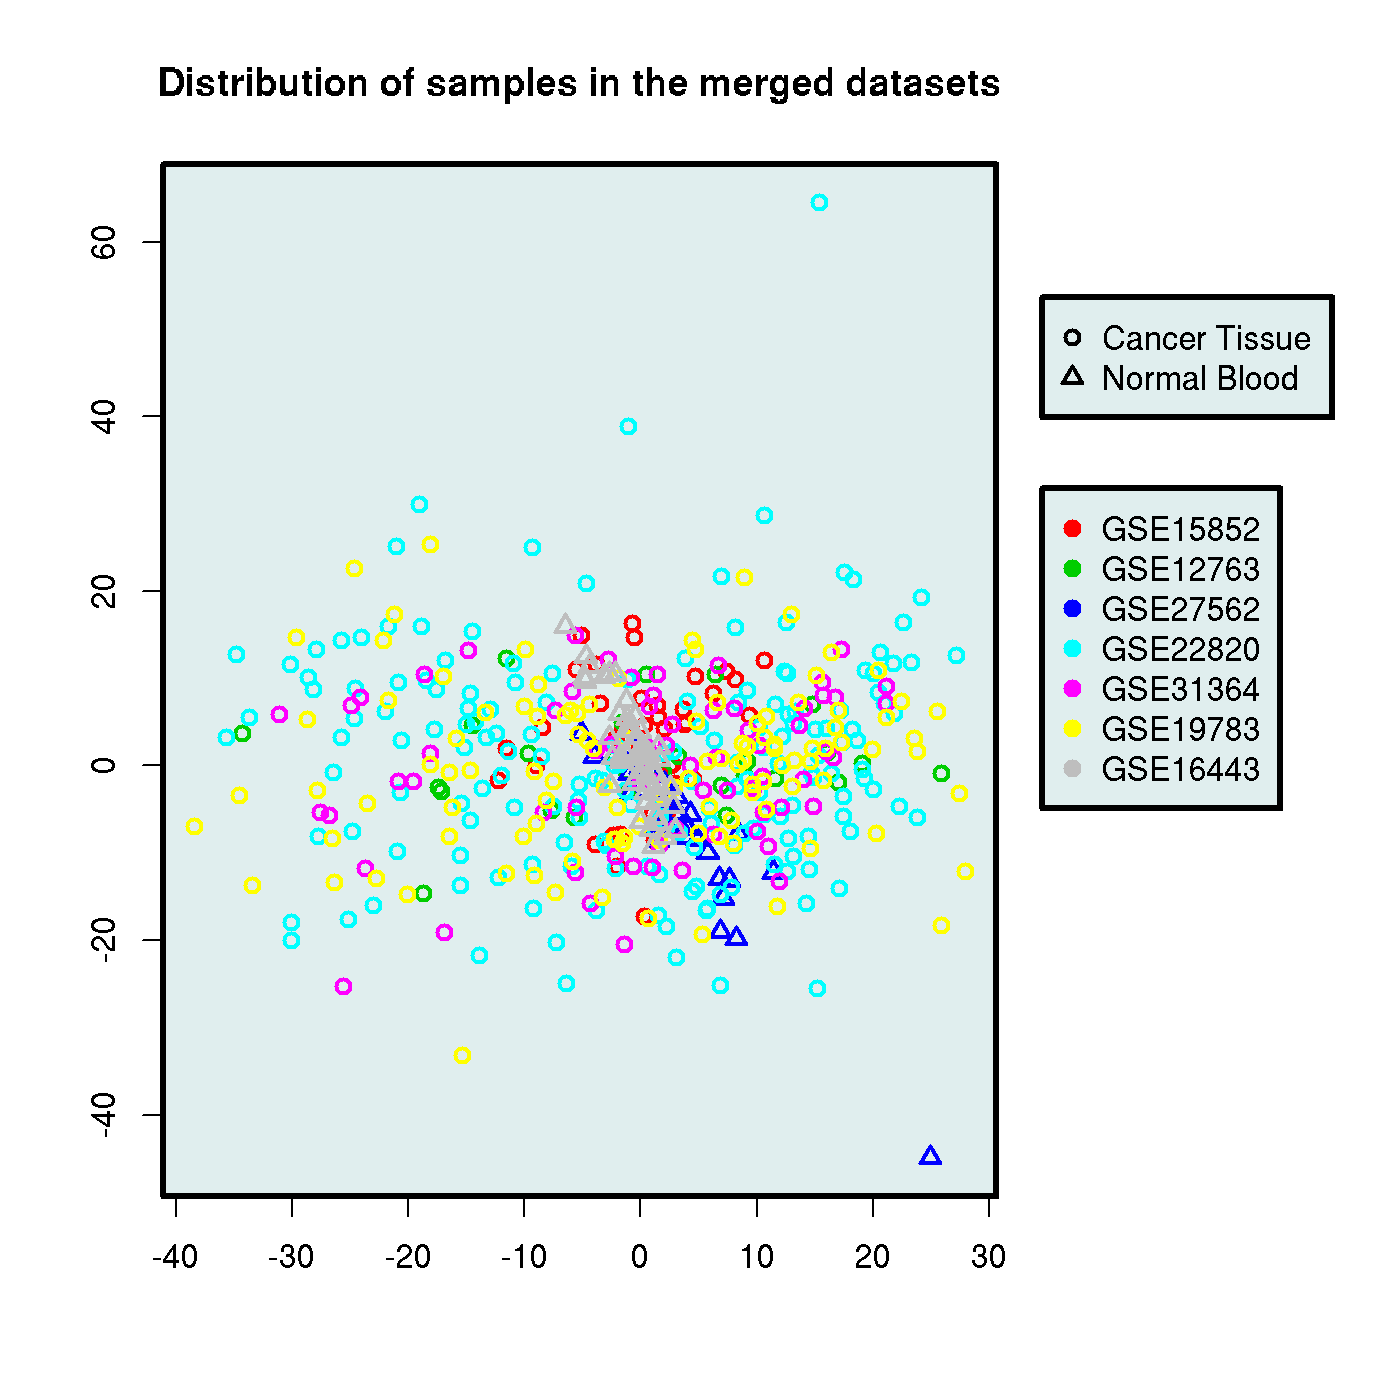 Distribution of samples in the merged datasets
60
40
20
0
-20
-40
-40 -30 -20 -10 0 10 20 30
Cancer Tissue
Normal Blood
GSE15852
GSE12763
GSE27562
GSE22820
GSE31364
GSE19783
GSE16443